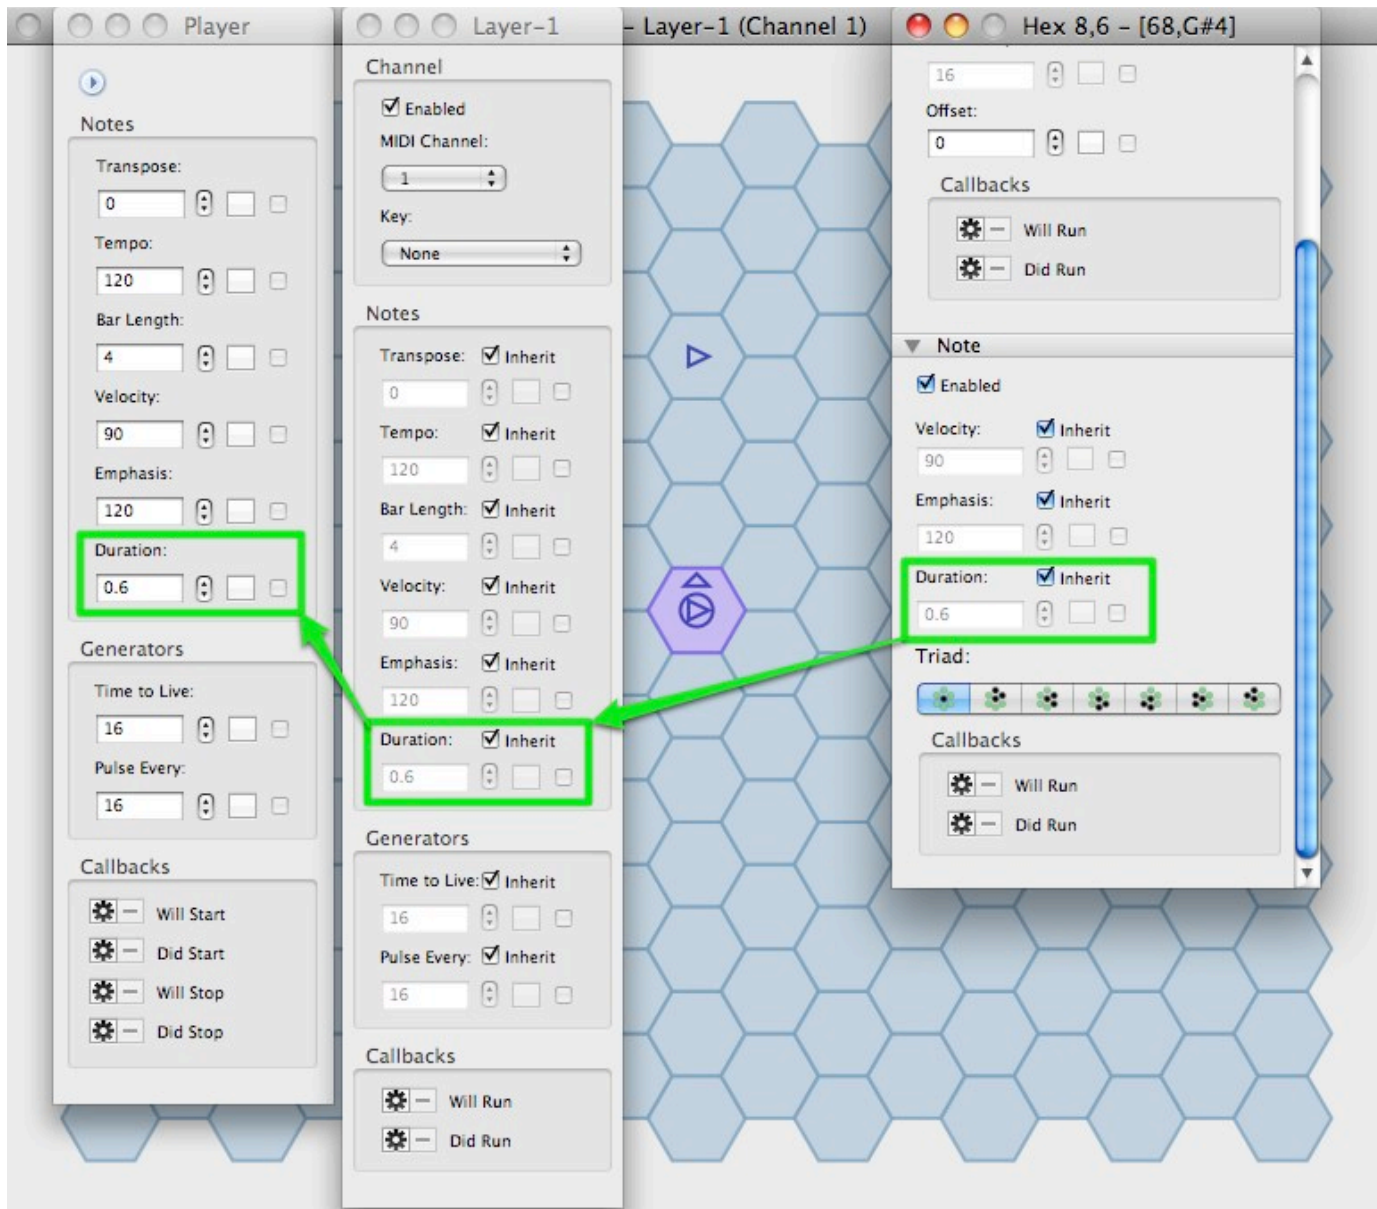 Player
Notes
Transpose:
0
Tempo:
120
Bar Length:
4
Velocity:
90
Emphasis:
120
Duration:
0.6
Generators
Time to Live:
16
Pulse Every:
16
Callbacks
Will Start
Did Start
Will Stop
Did Stop
Layer-1
Channel
Enabled
MIDI Channel:
1
Key:
None
Notes
Transpose: Inherit
0
Tempo: Inherit
120
Bar Length: Inherit
4
Velocity: Inherit
90
Emphasis: Inherit
120
Duration: Inherit
0.6
Generators
Time to Live: Inherit
16
Pulse Every: Inherit
16
Callbacks
Will Run
Did Run
– Layer-1 (Channel 1)
Hex 8,6 – [68,G#4]
16
Offset:
0
Callbacks
Will Run
Did Run
Note
Enabled
Velocity: Inherit
90
Emphasis: Inherit
120
Duration: Inherit
0.6
Triad:
Callbacks
Will Run
Did Run